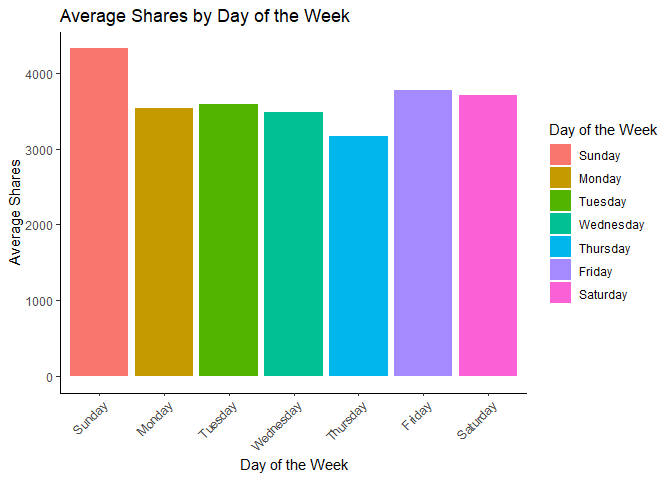 Average Shares by Day of the Week
Average Shares
4000
3000
2000
1000
0
Sunday
Monday
Tuesday
Wednesday
Thursday
Friday
Saturday
Day of the Week
Day of the Week
Sunday
Monday
Tuesday
Wednesday
Thursday
Friday
Saturday